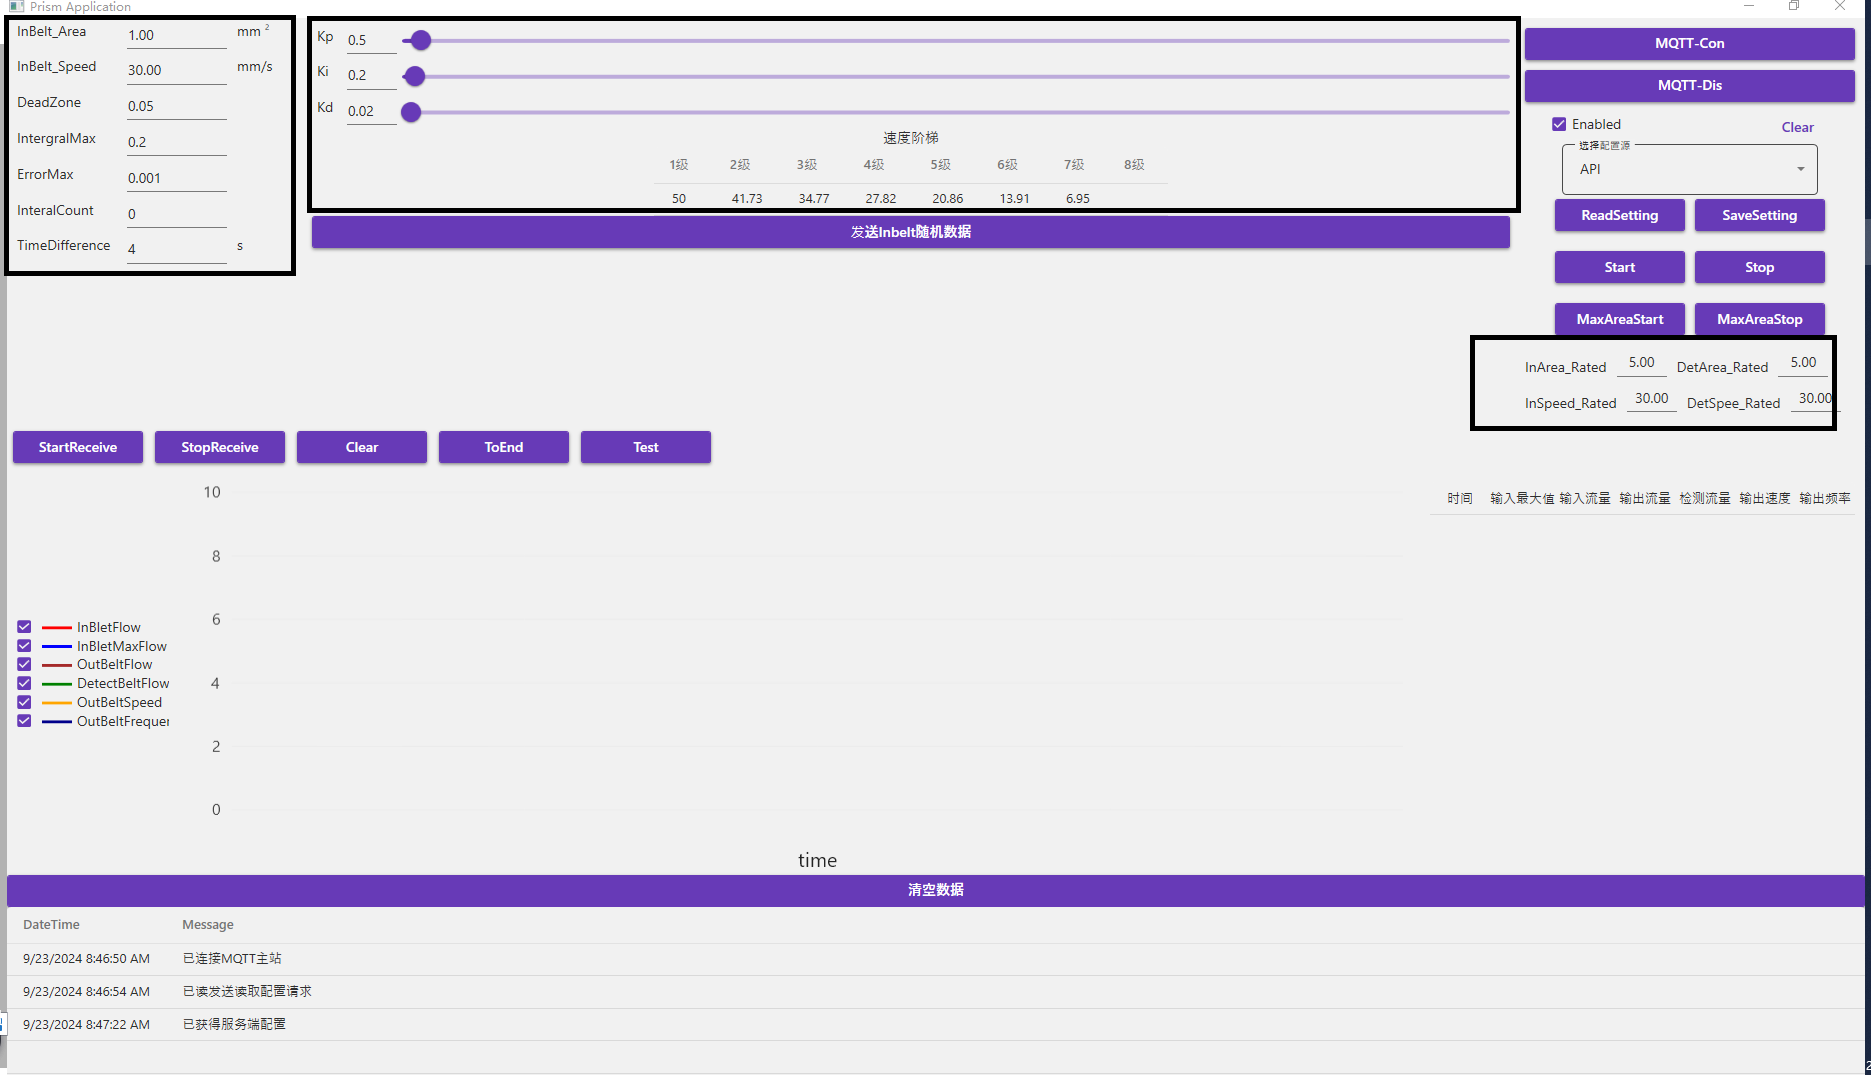 Prism Application
InBelt_Area 1.00 mm ²
InBelt_Speed 30.00 mm/s
DeadZone 0.05
IntergralMax 0.2
ErrorMax 0.001
InteralCount 0
TimeDifference 4 s
Kp 0.5
Ki 0.2
Kd 0.02
速度阶梯
1级 2级 3级 4级 5级 6级 7级 8级
50 41.73 34.77 27.82 20.86 13.91 6.95
发送Inbelt随机数据
MQTT-Con
MQTT-Dis
Enabled Clear
选择配置源
API
ReadSetting SaveSetting
Start Stop
MaxAreaStart MaxAreaStop
InArea_Rated 5.00 DetArea_Rated 5.00
InSpeed_Rated 30.00 DetSpee_Rated 30.00
StartReceive StopReceive Clear ToEnd Test
10
8
6
4
2
0
time
InBletFlow
InBletMaxFlow
OutBeltFlow
DetectBeltFlow
OutBeltSpeed
OutBeltFrequer
时间 输入最大值 输入流量 输出流量 检测流量 输出速度 输出频率
清空数据
DateTime Message
9/23/2024 8:46:50 AM 已连接MQTT主站
9/23/2024 8:46:54 AM 已读发送读取配置请求
9/23/2024 8:47:22 AM 已获得服务端配置